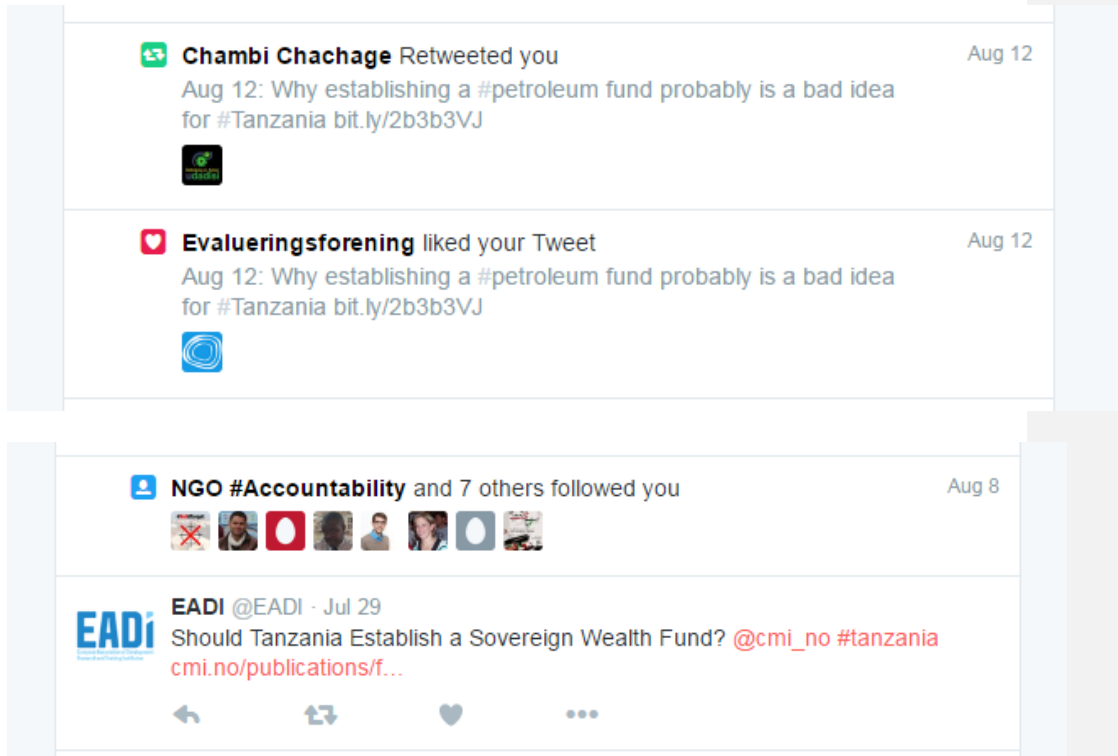 Chambi Chachage Retweeted you
Aug 12
Aug 12: Why establishing a #petroleum fund probably is a bad idea
for #Tanzania bit.ly/2b3b3VJ
udadisi
Evalueringsforening liked your Tweet
Aug 12
Aug 12: Why establishing a #petroleum fund probably is a bad idea
for #Tanzania bit.ly/2b3b3VJ
NGO #Accountability and 7 others followed you
Aug 8
EADi
EADI @EADI · Jul 29
Should Tanzania Establish a Sovereign Wealth Fund? @cmi_no #tanzania
cmi.no/publications/f...